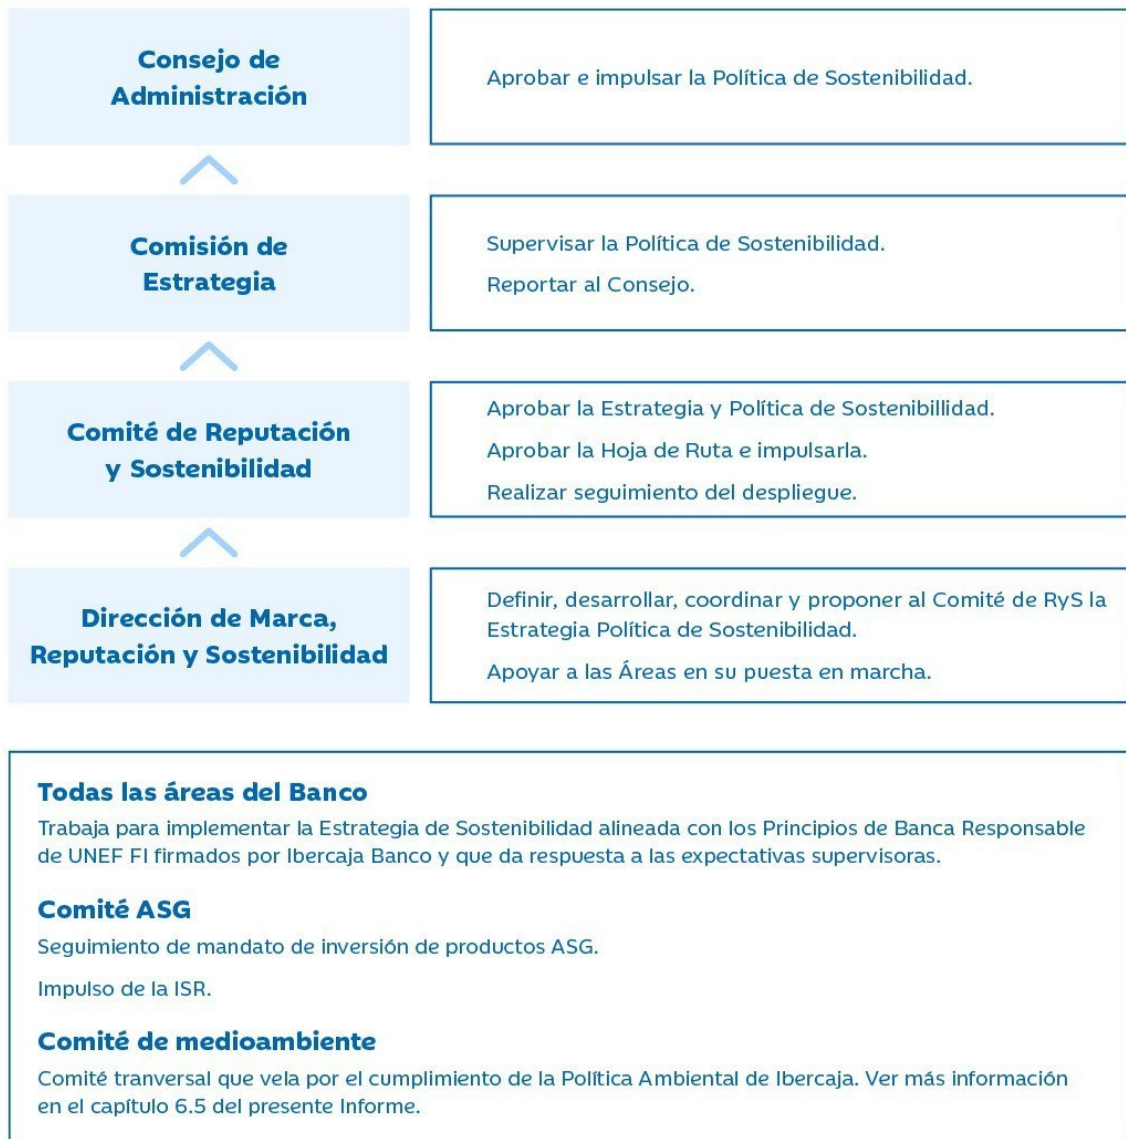 Consejo de
Administración
Aprobar e impulsar la Política de Sostenibilidad.
Comisión de
Estrategia
Supervisar la Política de Sostenibilidad.
Reportar al Consejo.
Comité de Reputación
y Sostenibilidad
Aprobar la Estrategia y Política de Sostenibillidad.
Aprobar la Hoja de Ruta e impulsarla.
Realizar seguimiento del despliegue.
Dirección de Marca,
Reputación y Sostenibilidad
Definir, desarrollar, coordinar y proponer al Comité de RyS la
Estrategia Política de Sostenibilidad.
Apoyar a las Áreas en su puesta en marcha.
Todas las áreas del Banco
Trabaja para implementar la Estrategia de Sostenibilidad alineada con los Principios de Banca Responsable
de UNEF FI firmados por Ibercaja Banco y que da respuesta a las expectativas supervisoras.
Comité ASG
Seguimiento de mandato de inversión de productos ASG.
Impulso de la ISR.
Comité de medioambiente
Comité tranversal que vela por el cumplimiento de la Política Ambiental de Ibercaja. Ver más información
en el capítulo 6.5 del presente Informe.